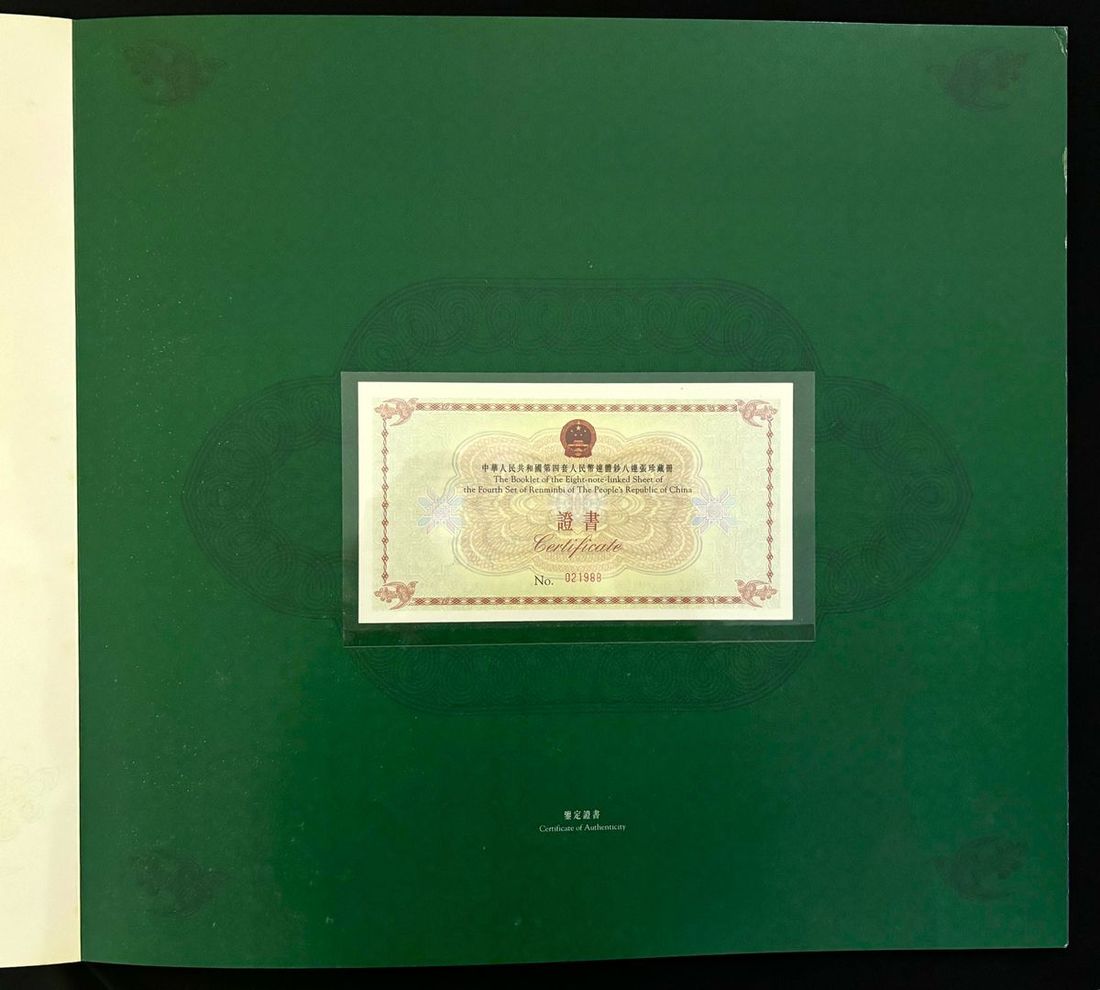 中華人民共和國第四套人民幣連體鈔八連張珍藏冊
The Booklet of the Eight-note-linked Sheet of
the Fourth Set of Renminbi of The People's Republic of China
證書
Certificate
No. 021988
鑒定證書
Certificate of Authenticity